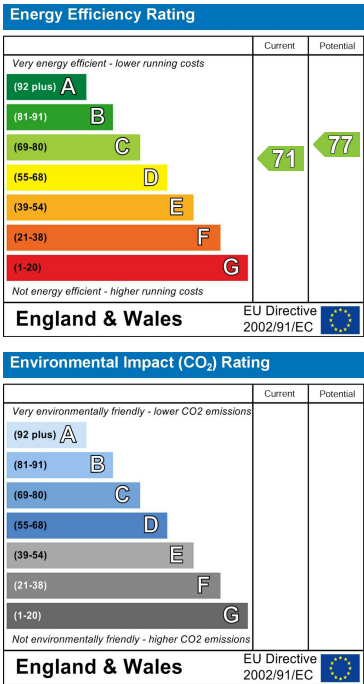 Energy Efficiency Rating
Current Potential
Very energy efficient - lower running costs
(92 plus) A
(81-91) B
(69-80) C
(55-68) D
(39-54) E
(21-38) F
(1-20) G
71 77
Not energy efficient - higher running costs
England & Wales
EU Directive
2002/91/EC
Environmental Impact (CO₂) Rating
Current Potential
Very environmentally friendly - lower CO2 emissions
(92 plus) A
(81-91) B
(69-80) C
(55-68) D
(39-54) E
(21-38) F
(1-20) G
Not environmentally friendly - higher CO2 emissions
England & Wales
EU Directive
2002/91/EC